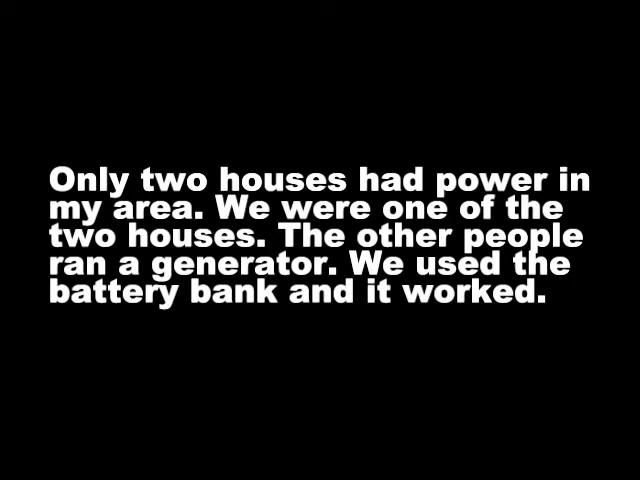 Only two houses had power in
my area. We were one of the
two houses. The other people
ran a generator. We used the
battery bank and it worked.